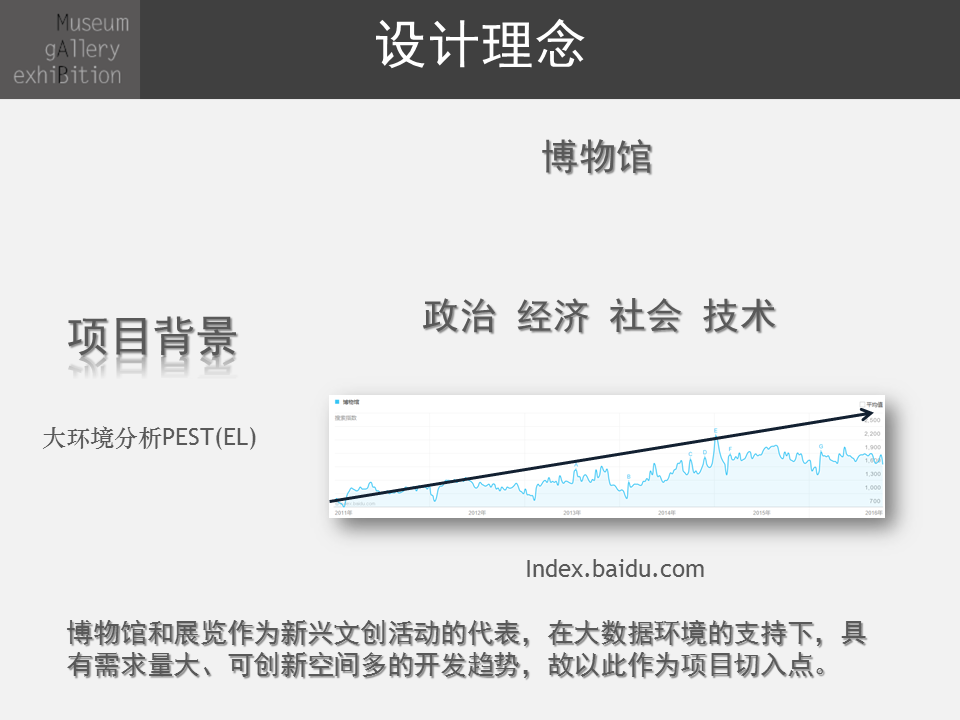 Museum
gAllery
exhiBition
设计理念
博物馆
政治 经济 社会 技术
项目背景
大环境分析PEST(EL)
博物馆
平均值
搜索指数
2,500
2,200
1,900
1,600
1,300
1,000
700
A
B
C
D
E
F
G
2011年
2012年
2013年
2014年
2015年
2016年
Index.baidu.com
博物馆和展览作为新兴文创活动的代表，在大数据环境的支持下，具
有需求量大、可创新空间多的开发趋势，故以此作为项目切入点。